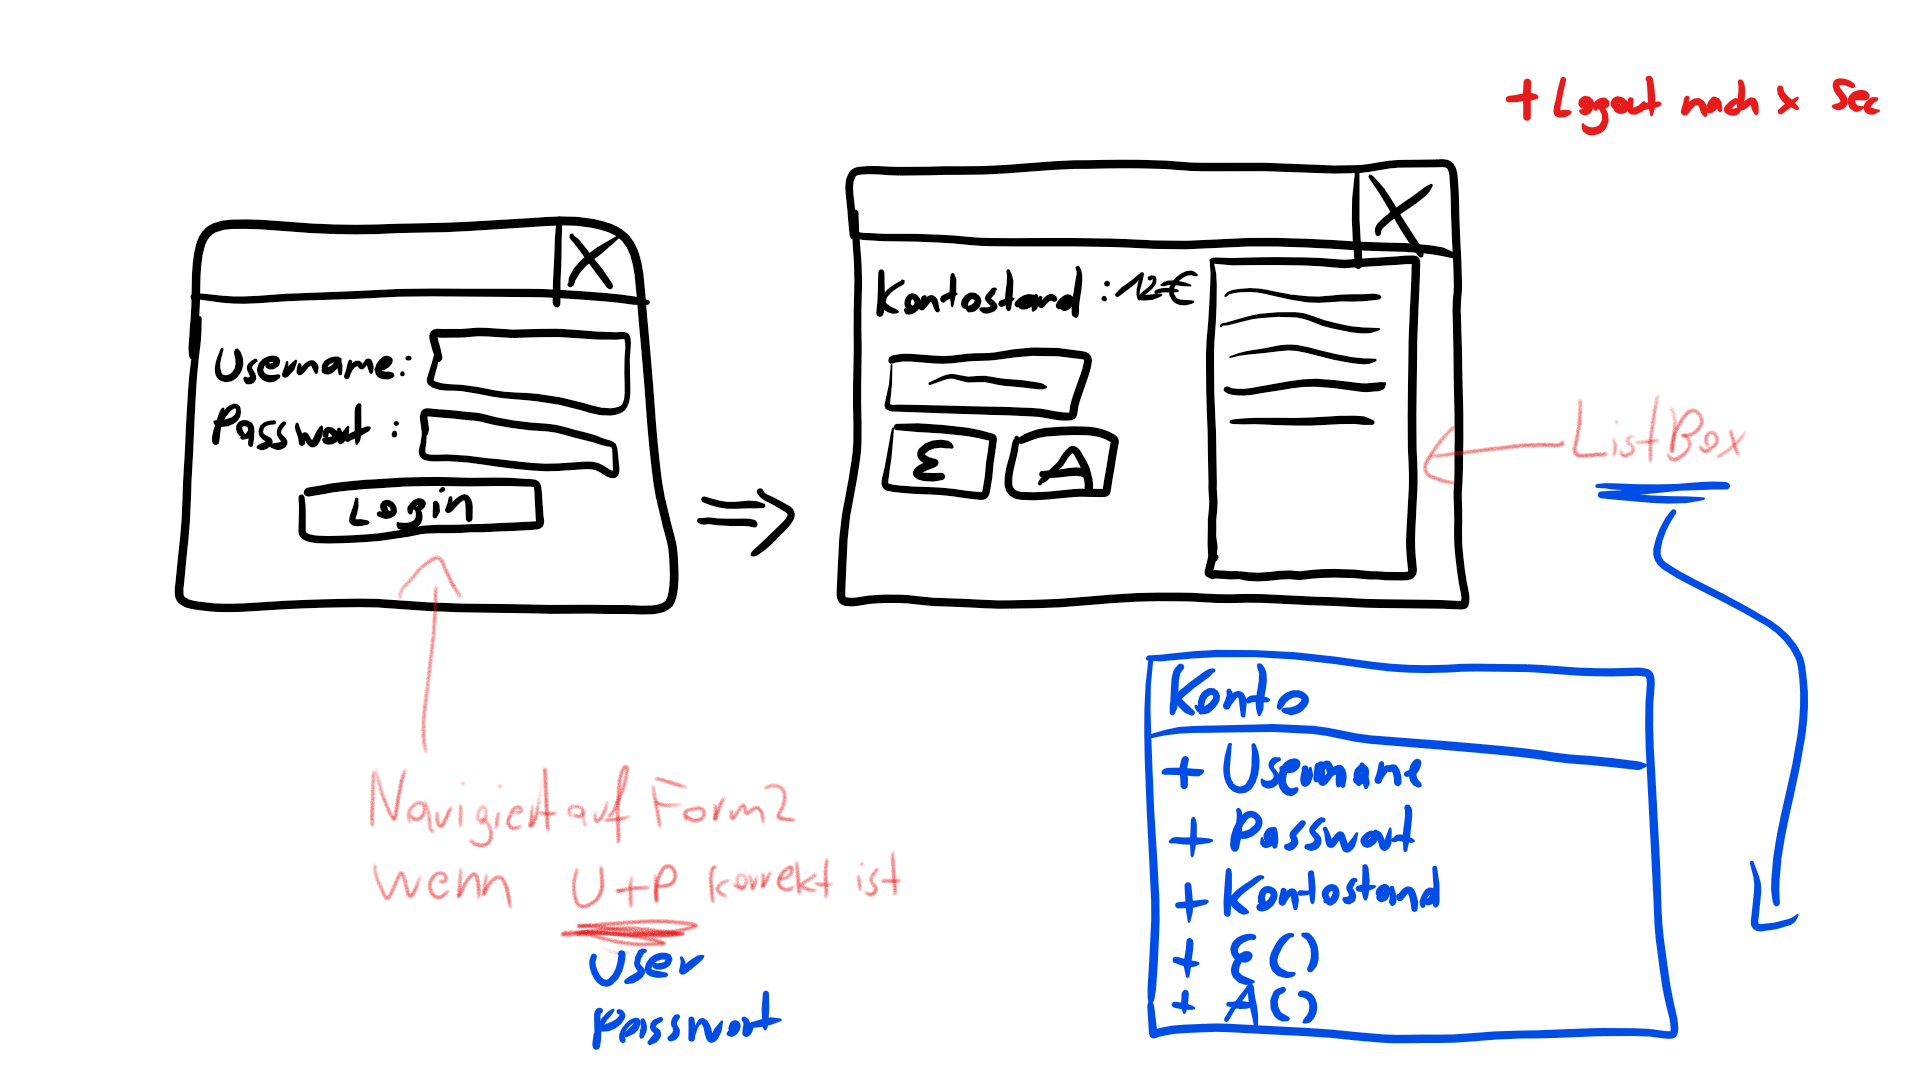 + Logout nach x Sec
X
Username:
Passwort :
Login
X
Kontostand : 12€
E A
ListBox
Navigiert auf Form2
wenn U+P korrekt ist
User
Passwort
Konto
+ Username
+ Passwort
+ Kontostand
+ E()
+ A()